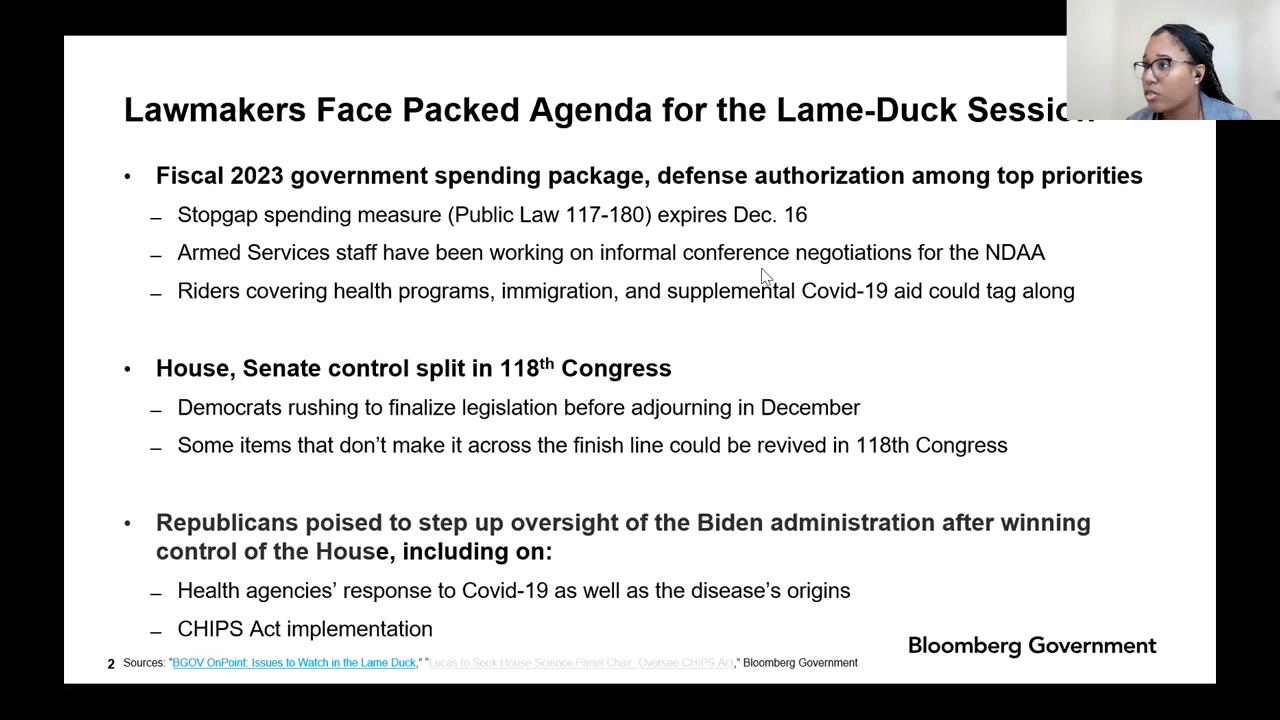 Lawmakers Face Packed Agenda for the Lame-Duck Session
• Fiscal 2023 government spending package, defense authorization among top priorities
– Stopgap spending measure (Public Law 117-180) expires Dec. 16
– Armed Services staff have been working on informal conference negotiations for the NDAA
– Riders covering health programs, immigration, and supplemental Covid-19 aid could tag along
• House, Senate control split in 118th Congress
– Democrats rushing to finalize legislation before adjourning in December
– Some items that don’t make it across the finish line could be revived in 118th Congress
• Republicans poised to step up oversight of the Biden administration after winning
control of the House, including on:
– Health agencies’ response to Covid-19 as well as the disease’s origins
– CHIPS Act implementation
Bloomberg Government
2 Sources: “BGOV OnPoint: Issues to Watch in the Lame Duck,” “Lucas to Seek House Science Panel Chair, Oversee CHIPS Act,” Bloomberg Government